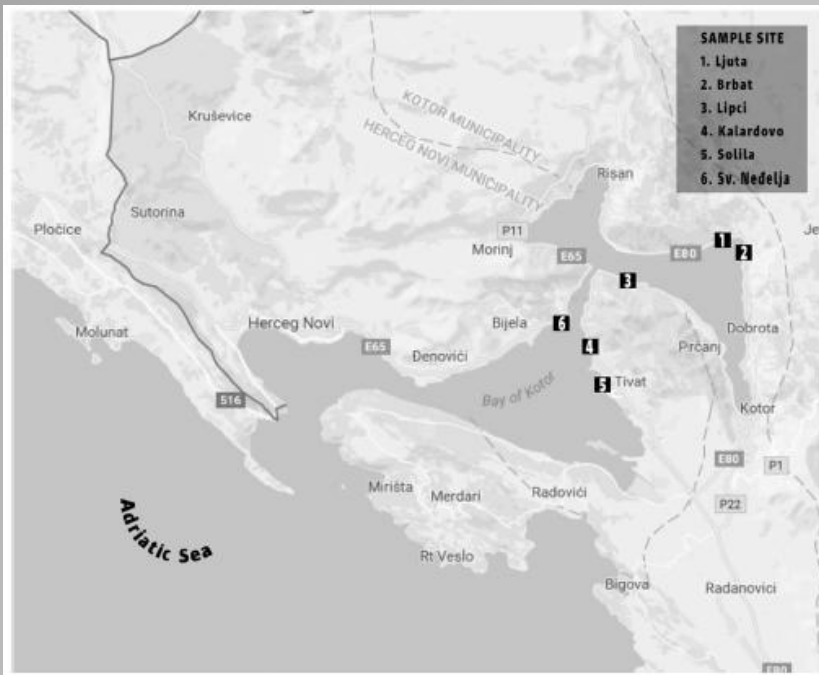 SAMPLE SITE
1. Ljuta
2. Brbat
3. Lipci
4. Kalardovo
5. Solila
6. Sv. Neđelja
Kruševice
KOTOR MUNICIPALITY
HERCEG NOVI MUNICIPALITY
Risan
Sutorina
Pločice
P11
Morinj
E65
E80
1
2
3
Je
Molunat
Herceg Novi
E65
Bijela
6
4
Dobrota
Prčanj
Đenovići
5
Tivat
516
Bay of Kotor
Kotor
E80
P1
Mirišta
Merdari
Radovići
P22
Adriatic Sea
Rt Veslo
Bigova
Radanovici
E80